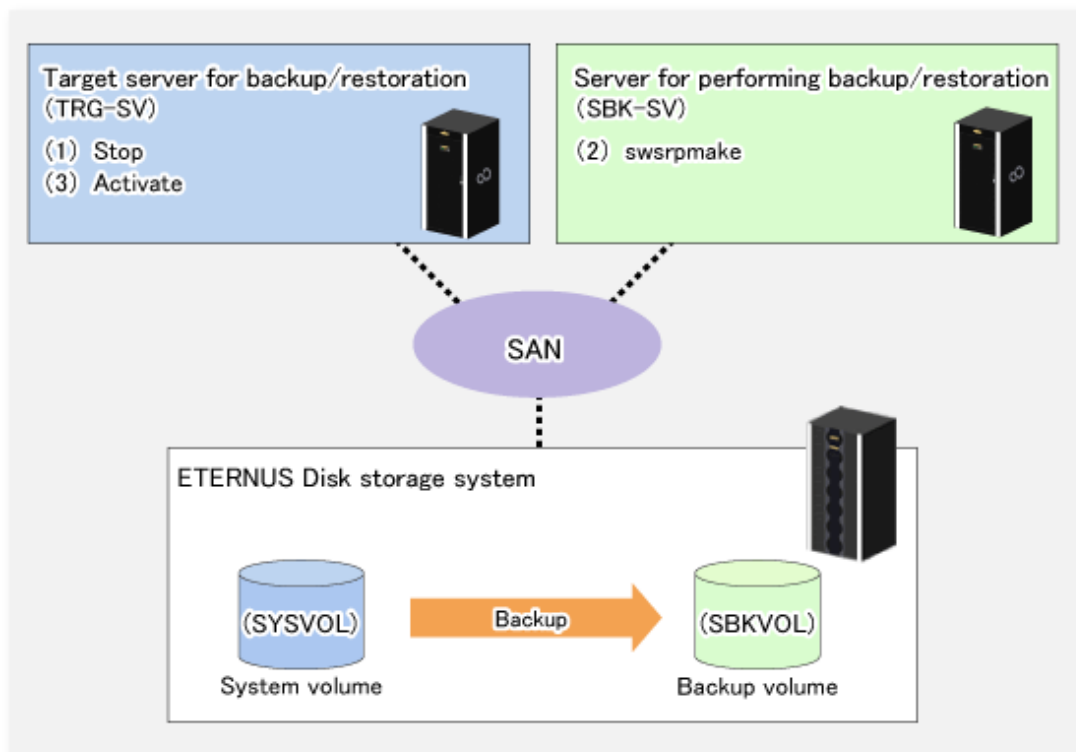 Target server for backup/restoration
(TRG-SV)
(1) Stop
(3) Activate
Server for performing backup/restoration
(SBK-SV)
(2) swsrpmake
SAN
ETERNUS Disk storage system
(SYSVOL)
Backup
(SBKVOL)
System volume
Backup volume